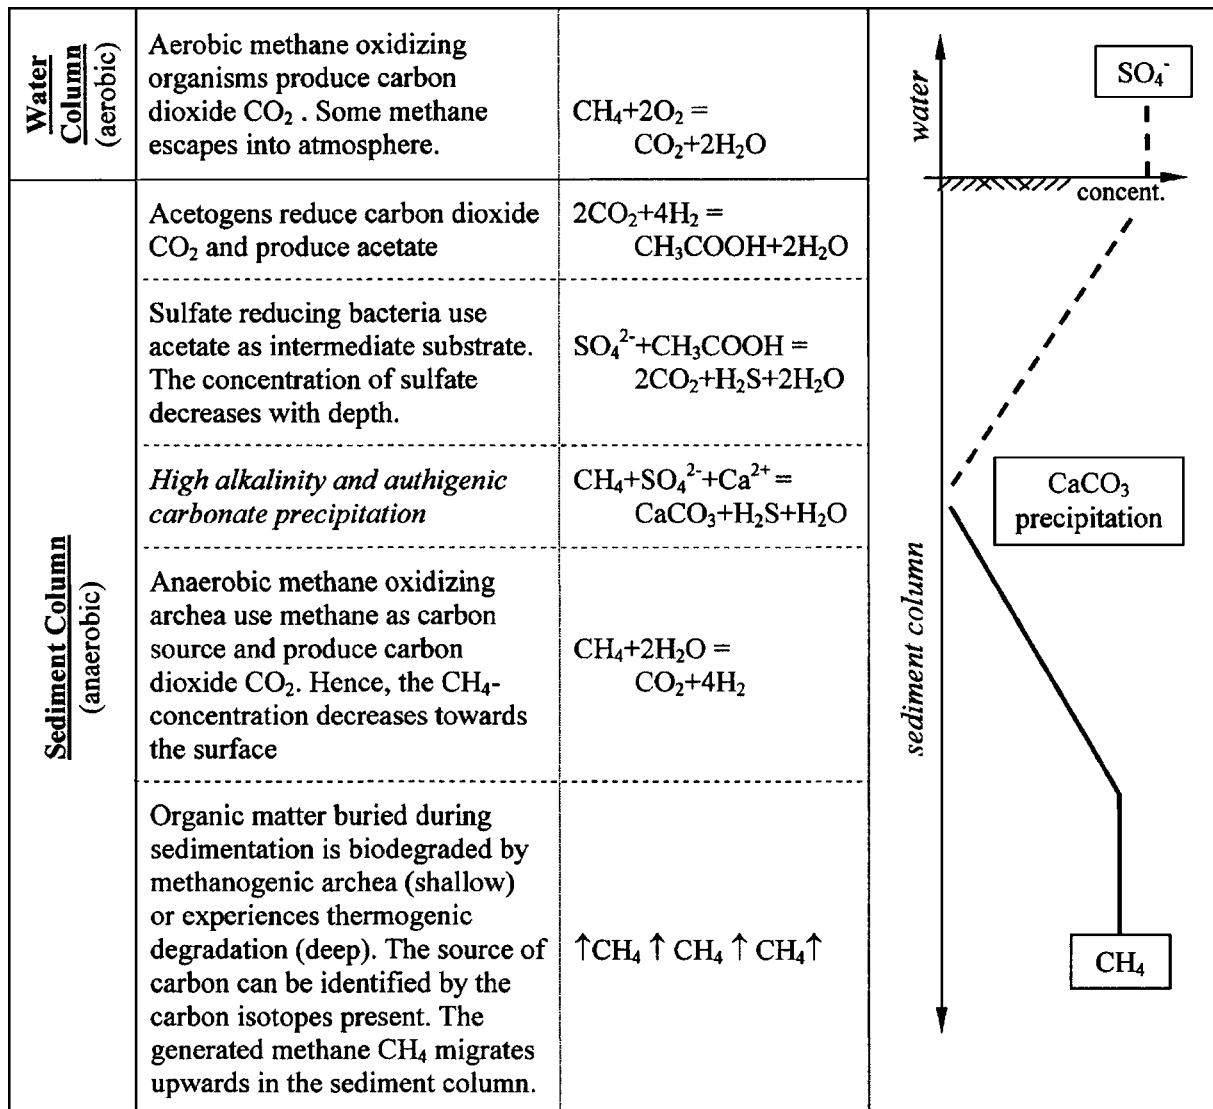 Water
Column
(aerobic)
Aerobic methane oxidizing
organisms produce carbon
dioxide CO₂ . Some methane
escapes into atmosphere.
CH₄+2O₂ =
CO₂+2H₂O
Sediment Column
(anaerobic)
Acetogens reduce carbon dioxide
CO₂ and produce acetate
2CO₂+4H₂ =
CH₃COOH+2H₂O
Sulfate reducing bacteria use
acetate as intermediate substrate.
The concentration of sulfate
decreases with depth.
SO₄²⁻+CH₃COOH =
2CO₂+H₂S+2H₂O
High alkalinity and authigenic
carbonate precipitation
CH₄+SO₄²⁻+Ca²⁺ =
CaCO₃+H₂S+H₂O
Anaerobic methane oxidizing
archea use methane as carbon
source and produce carbon
dioxide CO₂. Hence, the CH₄-
concentration decreases towards
the surface
CH₄+2H₂O =
CO₂+4H₂
Organic matter buried during
sedimentation is biodegraded by
methanogenic archea (shallow)
or experiences thermogenic
degradation (deep). The source of
carbon can be identified by the
carbon isotopes present. The
generated methane CH₄ migrates
upwards in the sediment column.
↑CH₄ ↑ CH₄ ↑ CH₄↑
water
SO₄⁻
concent.
sediment column
CaCO₃
precipitation
CH₄